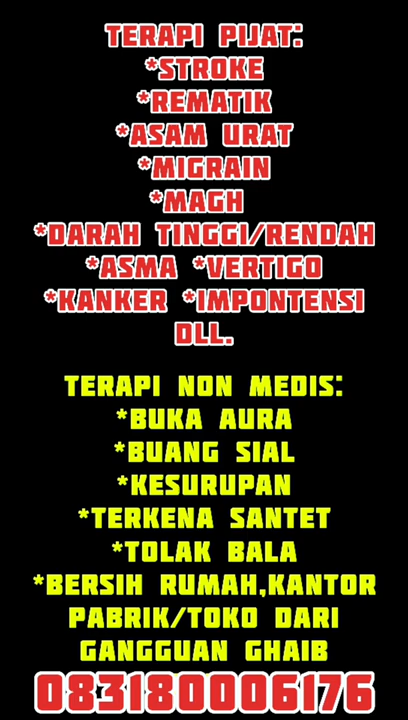 TERAPI PIJAT:
*STROKE
*REMATIK
*ASAM URAT
*MIGRAIN
*MAGH
*DARAH TINGGI/RENDAH
*ASMA *VERTIGO
*KANKER *IMPONTENSI
DLL.
TERAPI NON MEDIS:
*BUKA AURA
*BUANG SIAL
*KESURUPAN
*TERKENA SANTET
*TOLAK BALA
*BERSIH RUMAH,KANTOR
PABRIK/TOKO DARI
GANGGUAN GHAIB
083180006176